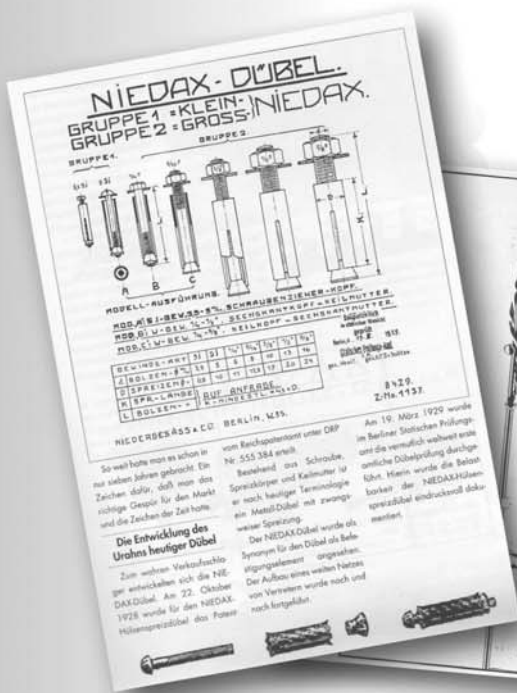 NIEDAX-DÜBEL.
GRUPPE 1 = KLEIN-
GRUPPE 2 = GROSS-
NIEDAX.
GRUPPE 1.
GRUPPE 2.
A
B
C
MODELL-AUSFÜHRUNG.
NIEDERGESÄSS & CO. BERLIN, W.35.
B 429.
Z.-No. 1137.
So weit hatte man es schon in
nur sieben Jahren gebracht. Ein
Zeichen dafür, daß man das
richtige Gespür für den Markt
und die Zeichen der Zeit hatte.
Die Entwicklung des
Urahns heutiger Dübel
Zum wahren Verkaufsschla-
ger entwickelten sich die NIE-
DAX-Dübel. Am 22. Oktober
1928 wurde für den NIEDAX-
Hülsenspreizdübel das Patent
vom Reichspatentamt unter DRP
Nr. 555 384 erteilt.
Bestehend aus Schraube,
Spreizkörper und Keilmutter ist
er nach heutiger Terminologie
ein Metall-Dübel mit zwangs-
weiser Spreizung.
Der NIEDAX-Dübel wurde als
Synonym für den Dübel als Befe-
stigungselement angesehen.
Der Aufbau eines weiten Netzes
von Vertretern wurde nach und
nach fortgeführt.
Am 19. März 1929 wurde
im Berliner Statischen Prüfungs-
amt die vermutlich weltweit erste
amtliche Dübelprüfung durchge-
führt. Hierin wurde die Belast-
barkeit der NIEDAX-Hülsen-
spreizdübel eindrucksvoll doku-
mentiert.